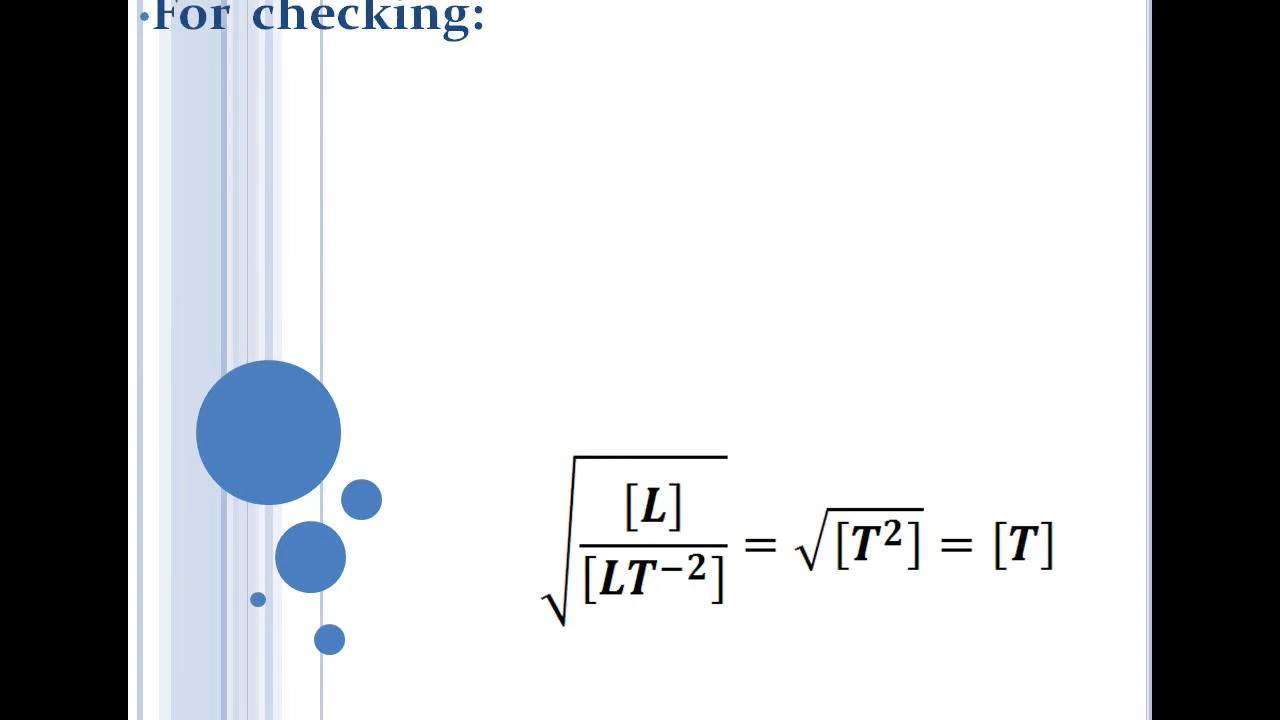 •For checking:
√([L]/[LT⁻²]) = √[T²] = [T]